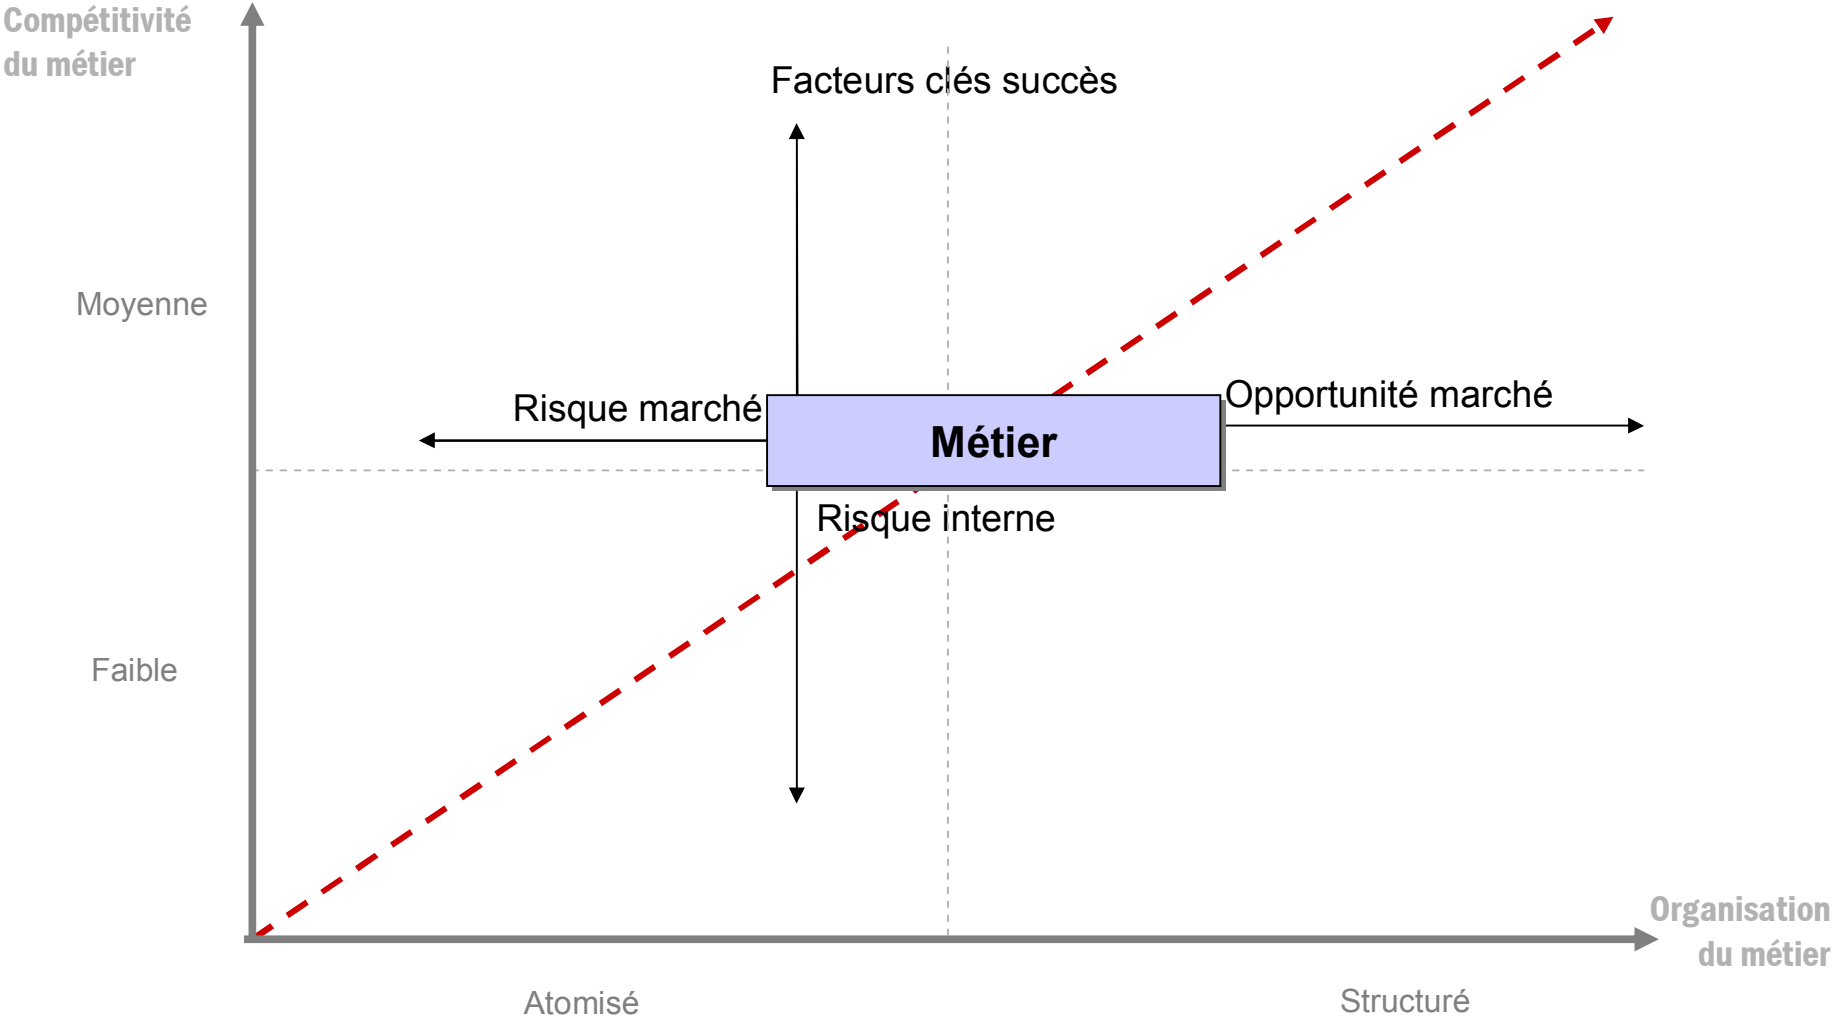 Compétitivité
du métier
Facteurs clés succès
Moyenne
Risque marché
Opportunité marché
Métier
Risque interne
Faible
Organisation
du métier
Atomisé
Structuré